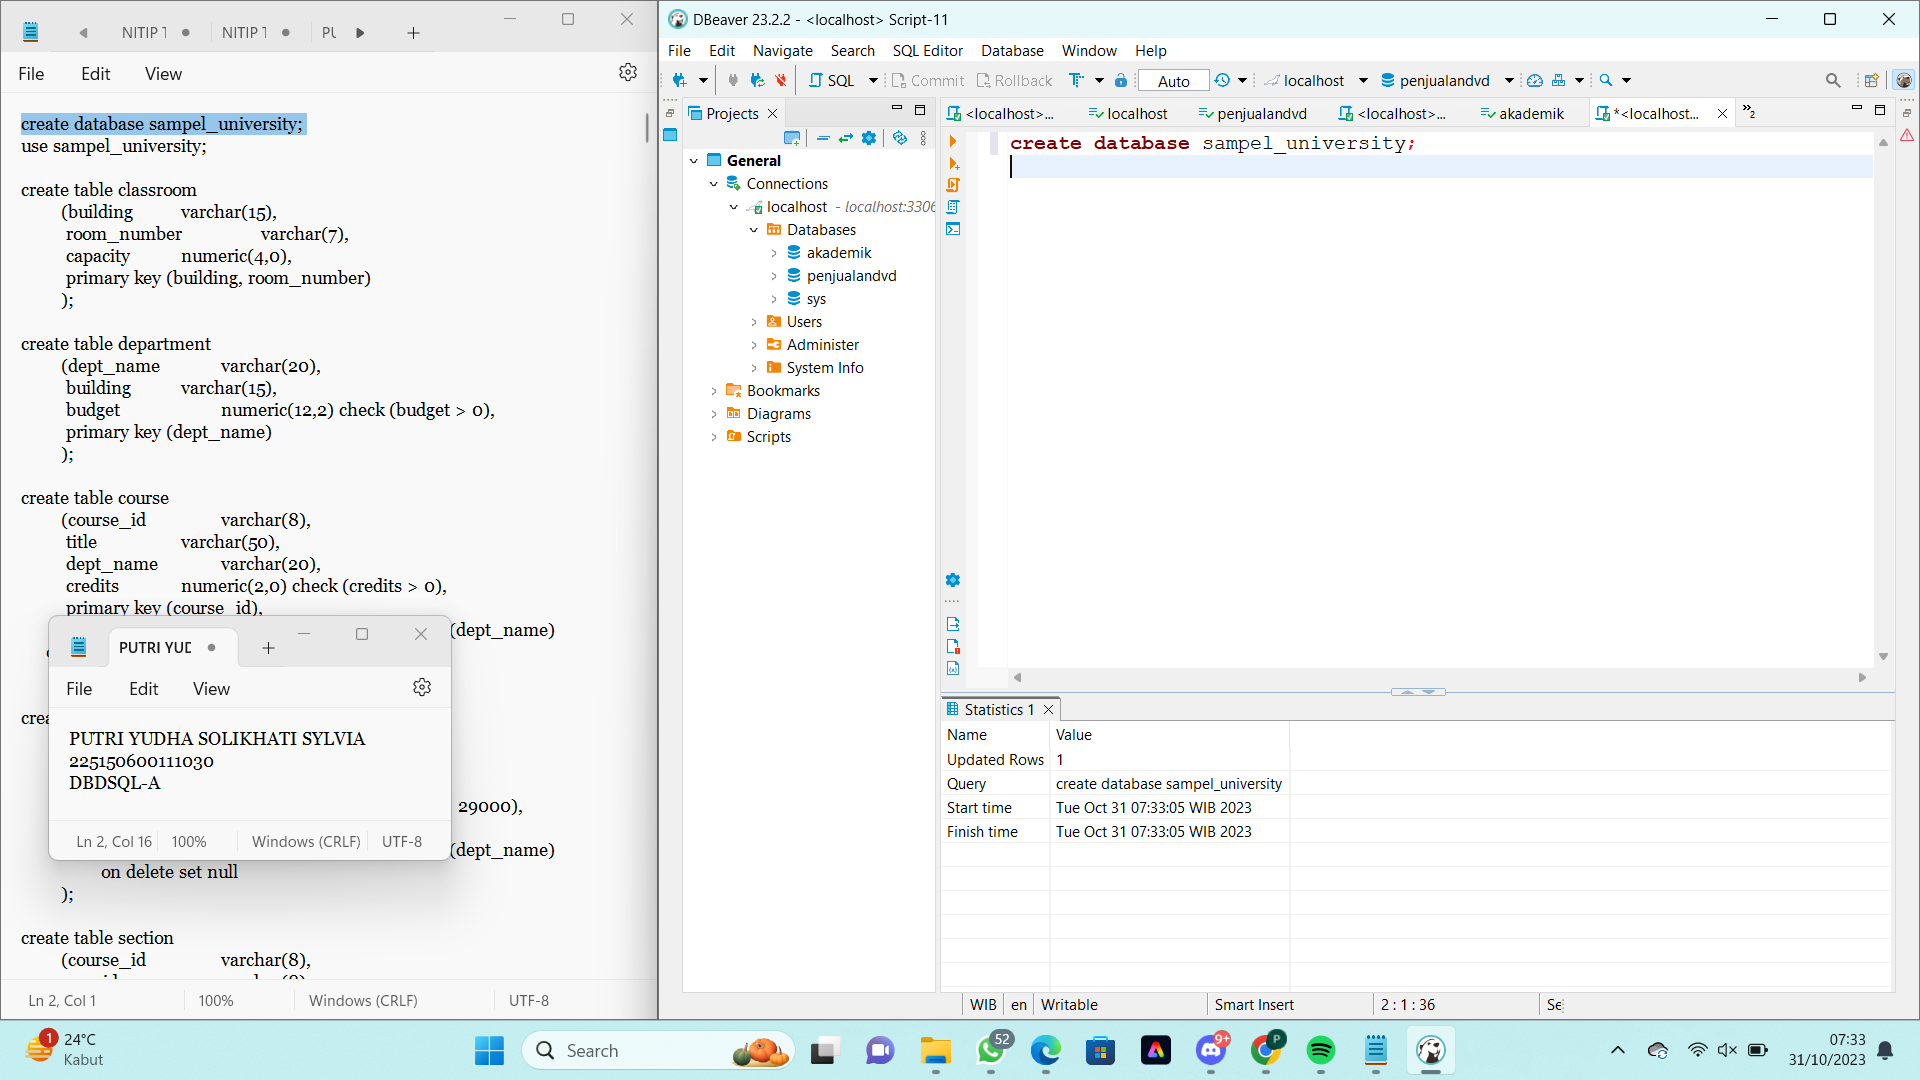 NITIP T
NITIP T
PU
File Edit View
create database sampel_university;
use sampel_university;
create table classroom
(building varchar(15),
room_number varchar(7),
capacity numeric(4,0),
primary key (building, room_number)
);
create table department
(dept_name varchar(20),
building varchar(15),
budget numeric(12,2) check (budget > 0),
primary key (dept_name)
);
create table course
(course_id varchar(8),
title varchar(50),
dept_name varchar(20),
credits numeric(2,0) check (credits > 0),
primary key (course_id),
(dept_name)
29000),
(dept_name)
on delete set null
);
create table section
(course_id varchar(8),
Ln 2, Col 1 100% Windows (CRLF) UTF-8
PUTRI YUD
File Edit View
PUTRI YUDHA SOLIKHATI SYLVIA
225150600111030
DBDSQL-A
Ln 2, Col 16 100% Windows (CRLF) UTF-8
DBeaver 23.2.2 - <localhost> Script-11
File Edit Navigate Search SQL Editor Database Window Help
SQL Commit Rollback Auto localhost penjualandvd
Projects
General
Connections
localhost - localhost:3306
Databases
akademik
penjualandvd
sys
Users
Administer
System Info
Bookmarks
Diagrams
Scripts
<localhost>... localhost penjualandvd <localhost>... akademik *<localhost... »2
create database sampel_university;
Statistics 1
Name Value
Updated Rows 1
Query create database sampel_university
Start time Tue Oct 31 07:33:05 WIB 2023
Finish time Tue Oct 31 07:33:05 WIB 2023
WIB en Writable Smart Insert 2 : 1 : 36 Se
1
24°C
Kabut
Search
52
9+
P
07:33
31/10/2023